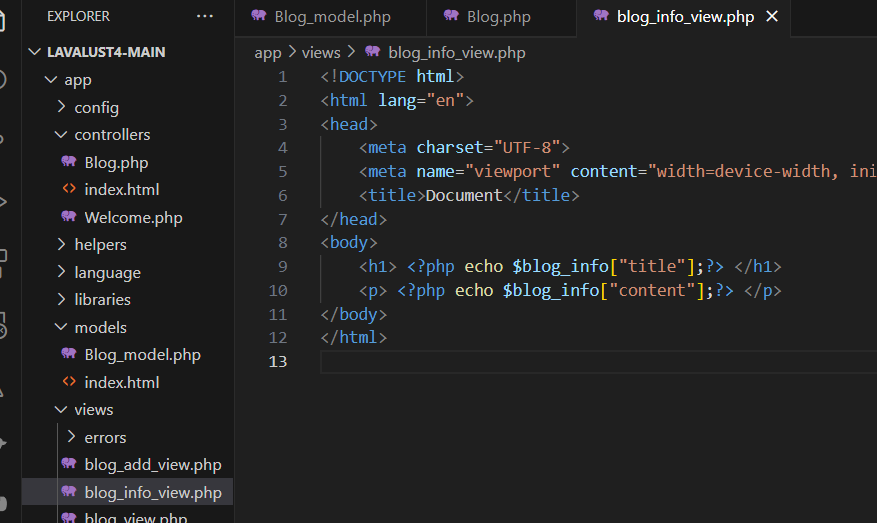 EXPLORER ...
LAVALUST4-MAIN
app
config
controllers
Blog.php
index.html
Welcome.php
helpers
language
libraries
models
Blog_model.php
index.html
views
errors
blog_add_view.php
blog_info_view.php
blog_view.php
Blog_model.php Blog.php blog_info_view.php
app > views > blog_info_view.php
1 <!DOCTYPE html>
2 <html lang="en">
3 <head>
4 <meta charset="UTF-8">
5 <meta name="viewport" content="width=device-width, ini
6 <title>Document</title>
7 </head>
8 <body>
9 <h1> <?php echo $blog_info["title"];?> </h1>
10 <p> <?php echo $blog_info["content"];?> </p>
11 </body>
12 </html>
13